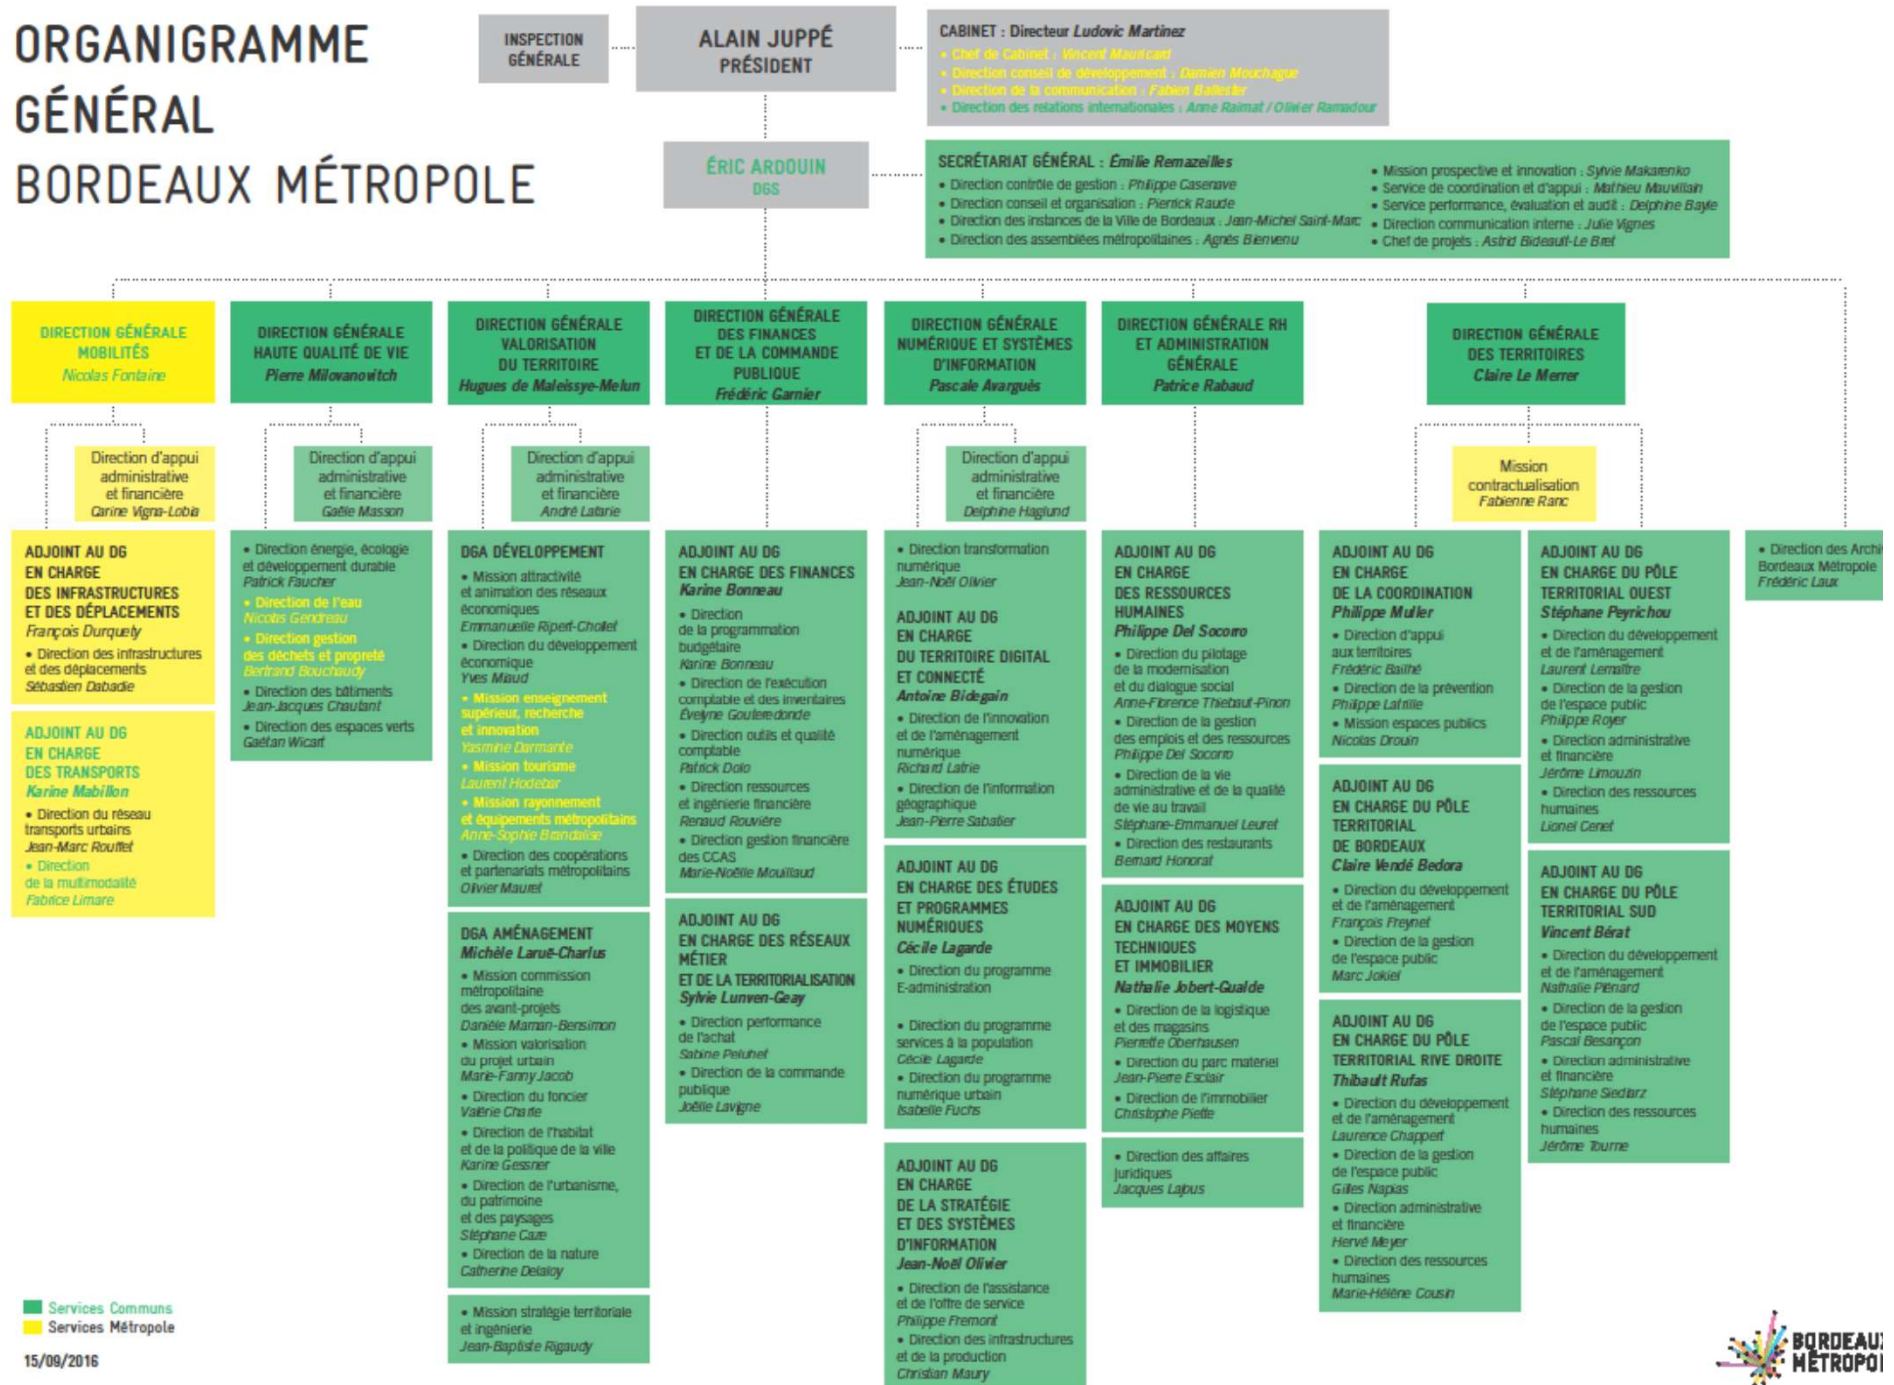 ORGANIGRAMME
GÉNÉRAL
BORDEAUX MÉTROPOLE
INSPECTION
GÉNÉRALE
ALAIN JUPPÉ
PRÉSIDENT
CABINET : Directeur Ludovic Martinez
• Chef de Cabinet : Vincent Mauricard
• Direction conseil de développement : Damien Mouchague
• Direction de la communication : Fabien Ballester
• Direction des relations internationales : Anne Raimat / Olivier Ramadour
ÉRIC ARDOUIN
DGS
SECRÉTARIAT GÉNÉRAL : Émilie Remazeilles
• Direction contrôle de gestion : Philippe Casenave
• Direction conseil et organisation : Pierrick Raude
• Direction des instances de la Ville de Bordeaux : Jean-Michel Saint-Marc
• Direction des assemblées métropolitaines : Agnès Bienvenu
• Mission prospective et innovation : Sylvie Makarenko
• Service de coordination et d'appui : Mathieu Mauvillain
• Service performance, évaluation et audit : Delphine Bayle
• Direction communication interne : Julie Vignes
• Chef de projets : Astrid Bideault-Le Bret
DIRECTION GÉNÉRALE
MOBILITÉS
Nicolas Fontaine
Direction d'appui
administrative
et financière
Carine Vigna-Lobia
ADJOINT AU DG
EN CHARGE
DES INFRASTRUCTURES
ET DES DÉPLACEMENTS
François Durquety
• Direction des infrastructures
et des déplacements
Sébastien Dabadie
ADJOINT AU DG
EN CHARGE
DES TRANSPORTS
Karine Mabillon
• Direction du réseau
transports urbains
Jean-Marc Rouffet
• Direction
de la multimodalité
Fabrice Limare
DIRECTION GÉNÉRALE
HAUTE QUALITÉ DE VIE
Pierre Milovanovitch
Direction d'appui
administrative
et financière
Gaële Masson
• Direction énergie, écologie
et développement durable
Patrick Faucher
• Direction de l'eau
Nicolas Gendreau
• Direction gestion
des déchets et propreté
Bertrand Bouchaudy
• Direction des bâtiments
Jean-Jacques Chautant
• Direction des espaces verts
Gaëtan Wicart
DIRECTION GÉNÉRALE
VALORISATION
DU TERRITOIRE
Hugues de Maleissye-Melun
Direction d'appui
administrative
et financière
André Lafarie
DGA DÉVELOPPEMENT
• Mission attractivité
et animation des réseaux
économiques
Emmanuelle Ripert-Chollet
• Direction du développement
économique
Yves Miaud
• Mission enseignement
supérieur, recherche
et innovation
Yasmine Darmante
• Mission tourisme
Laurent Hodebar
• Mission rayonnement
et équipements métropolitains
Anne-Sophie Brandalise
• Direction des coopérations
et partenariats métropolitains
Olivier Mauret
DGA AMÉNAGEMENT
Michèle Laruë-Charlus
• Mission commission
métropolitaine
des avant-projets
Danièle Maman-Bensimon
• Mission valorisation
du projet urbain
Marie-Fanny Jacob
• Direction du foncier
Valérie Charle
• Direction de l'habitat
et de la politique de la ville
Karine Gessner
• Direction de l'urbanisme,
du patrimoine
et des paysages
Stéphane Caze
• Direction de la nature
Catherine Delaloy
• Mission stratégie territoriale
et ingénierie
Jean-Baptiste Rigaudy
DIRECTION GÉNÉRALE
DES FINANCES
ET DE LA COMMANDE
PUBLIQUE
Frédéric Garnier
ADJOINT AU DG
EN CHARGE DES FINANCES
Karine Bonneau
• Direction
de la programmation
budgétaire
Karine Bonneau
• Direction de l'exécution
comptable et des inventaires
Évelyne Gouteredonde
• Direction outils et qualité
comptable
Patrick Dolo
• Direction ressources
et ingénierie financière
Renaud Rouvière
• Direction gestion financière
des CCAS
Marie-Noëlle Mouillaud
ADJOINT AU DG
EN CHARGE DES RÉSEAUX
MÉTIER
ET DE LA TERRITORIALISATION
Sylvie Lunven-Geay
• Direction performance
de l'achat
Sabine Peluhet
• Direction de la commande
publique
Joëlle Lavigne
DIRECTION GÉNÉRALE
NUMÉRIQUE ET SYSTÈMES
D'INFORMATION
Pascale Avarguès
Direction d'appui
administrative
et financière
Delphine Haglund
• Direction transformation
numérique
Jean-Noël Olivier
ADJOINT AU DG
EN CHARGE
DU TERRITOIRE DIGITAL
ET CONNECTÉ
Antoine Bidegain
• Direction de l'innovation
et de l'aménagement
numérique
Richard Latrie
• Direction de l'information
géographique
Jean-Pierre Sabatier
ADJOINT AU DG
EN CHARGE DES ÉTUDES
ET PROGRAMMES
NUMÉRIQUES
Cécile Lagarde
• Direction du programme
E-administration
• Direction du programme
services à la population
Cécile Lagarde
• Direction du programme
numérique urbain
Isabelle Fuchs
ADJOINT AU DG
EN CHARGE
DE LA STRATÉGIE
ET DES SYSTÈMES
D'INFORMATION
Jean-Noël Olivier
• Direction de l'assistance
et de l'offre de service
Philippe Fremont
• Direction des infrastructures
et de la production
Christian Maury
DIRECTION GÉNÉRALE RH
ET ADMINISTRATION
GÉNÉRALE
Patrice Rabaud
ADJOINT AU DG
EN CHARGE
DES RESSOURCES
HUMAINES
Philippe Del Socorro
• Direction du pilotage
de la modernisation
et du dialogue social
Anne-Florence Thiebaut-Pinon
• Direction de la gestion
des emplois et des ressources
Philippe Del Socorro
• Direction de la vie
administrative et de la qualité
de vie au travail
Stéphane-Emmanuel Leuret
• Direction des restaurants
Bernard Honorat
ADJOINT AU DG
EN CHARGE DES MOYENS
TECHNIQUES
ET IMMOBILIER
Nathalie Jobert-Gualde
• Direction de la logistique
et des magasins
Pierrette Oberhausen
• Direction du parc matériel
Jean-Pierre Esclair
• Direction de l'immobilier
Christophe Piette
• Direction des affaires
juridiques
Jacques Lajous
DIRECTION GÉNÉRALE
DES TERRITOIRES
Claire Le Merrer
Mission
contractualisation
Fabienne Ranc
ADJOINT AU DG
EN CHARGE
DE LA COORDINATION
Philippe Muller
• Direction d'appui
aux territoires
Frédéric Bailhé
• Direction de la prévention
Philippe Latrille
• Mission espaces publics
Nicolas Drouin
ADJOINT AU DG
EN CHARGE DU PÔLE
TERRITORIAL
DE BORDEAUX
Claire Vendé Bedora
• Direction du développement
et de l'aménagement
François Freynet
• Direction de la gestion
de l'espace public
Marc Jokiel
ADJOINT AU DG
EN CHARGE DU PÔLE
TERRITORIAL RIVE DROITE
Thibault Rufas
• Direction du développement
et de l'aménagement
Laurence Chappert
• Direction de la gestion
de l'espace public
Gilles Napias
• Direction administrative
et financière
Hervé Meyer
• Direction des ressources
humaines
Marie-Hélène Cousin
ADJOINT AU DG
EN CHARGE DU PÔLE
TERRITORIAL OUEST
Stéphane Peyrichou
• Direction du développement
et de l'aménagement
Laurent Lemaître
• Direction de la gestion
de l'espace public
Philippe Royer
• Direction administrative
et financière
Jérôme Limouzin
• Direction des ressources
humaines
Lionel Cenet
ADJOINT AU DG
EN CHARGE DU PÔLE
TERRITORIAL SUD
Vincent Bérat
• Direction du développement
et de l'aménagement
Nathalie Plénard
• Direction de la gestion
de l'espace public
Pascal Besançon
• Direction administrative
et financière
Stéphane Siedlarz
• Direction des ressources
humaines
Jérôme Tourne
• Direction des Archi
Bordeaux Métropole
Frédéric Laux
Services Communs
Services Métropole
15/09/2016
BORDEAUX
MÉTROPOL